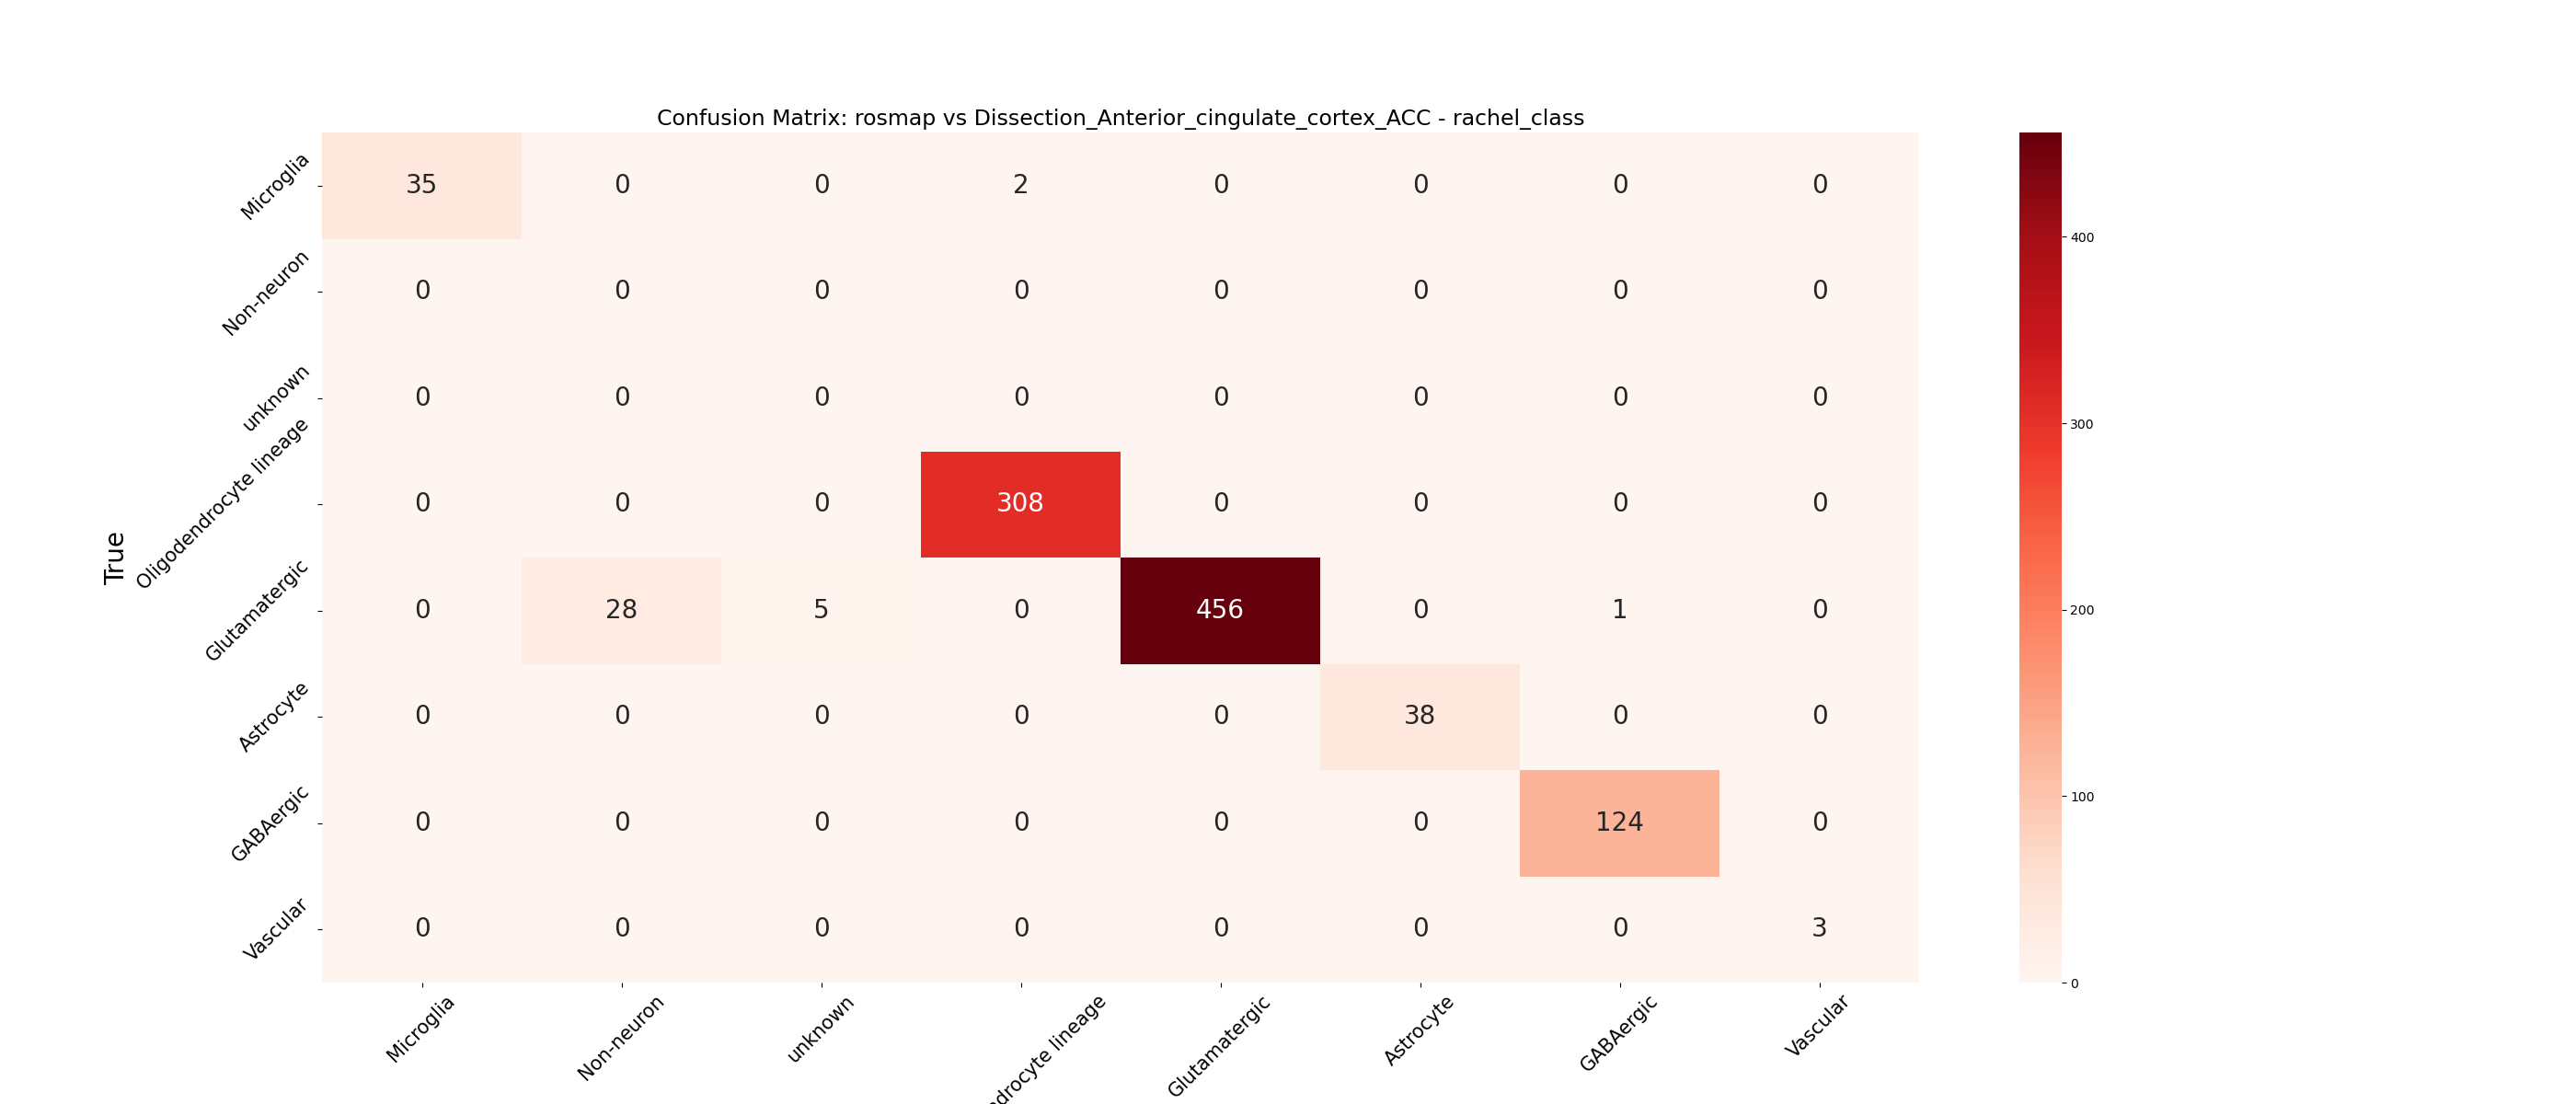 Confusion Matrix: rosmap vs Dissection_Anterior_cingulate_cortex_ACC - rachel_class
True
Microglia 35 0 0 2 0 0 0 0
Non-neuron 0 0 0 0 0 0 0 0
unknown 0 0 0 0 0 0 0 0
Oligodendrocyte lineage 0 0 0 308 0 0 0 0
Glutamatergic 0 28 5 0 456 0 1 0
Astrocyte 0 0 0 0 0 38 0 0
GABAergic 0 0 0 0 0 0 124 0
Vascular 0 0 0 0 0 0 0 3
Microglia Non-neuron unknown lineage Glutamatergic Astrocyte GABAergic Vascular
400
300
200
100
0